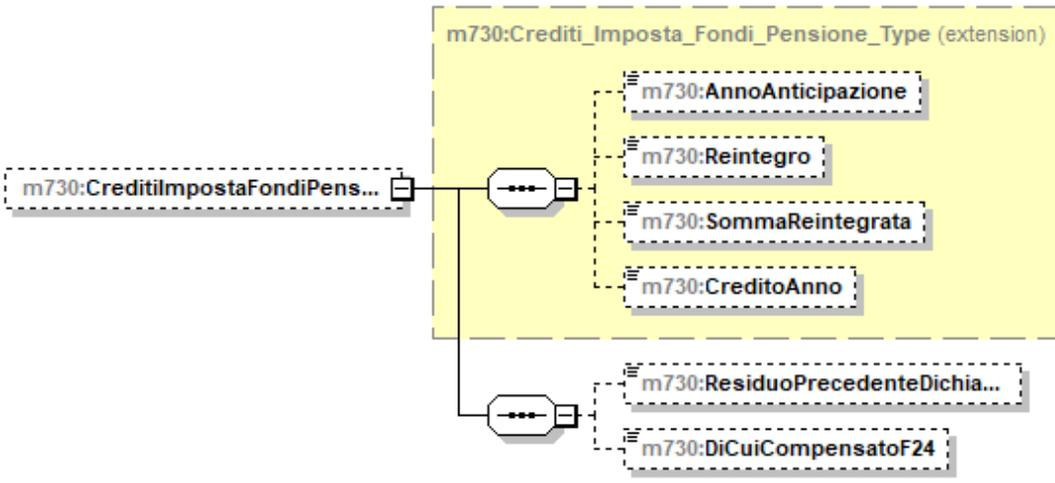 m730:Crediti_Imposta_Fondi_Pensione_Type (extension)
m730:AnnoAnticipazione
m730:Reintegro
m730:CreditiImpostaFondiPens...
m730:SommaReintegrata
m730:CreditoAnno
m730:ResiduoPrecedenteDichia...
m730:DiCuiCompensatoF24